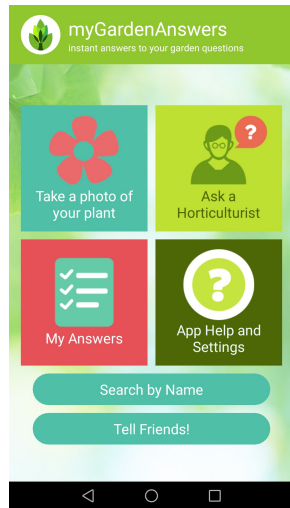 myGardenAnswers
instant answers to your garden questions
Take a photo of
your plant
?
Ask a
Horticulturist
My Answers
?
App Help and
Settings
Search by Name
Tell Friends!